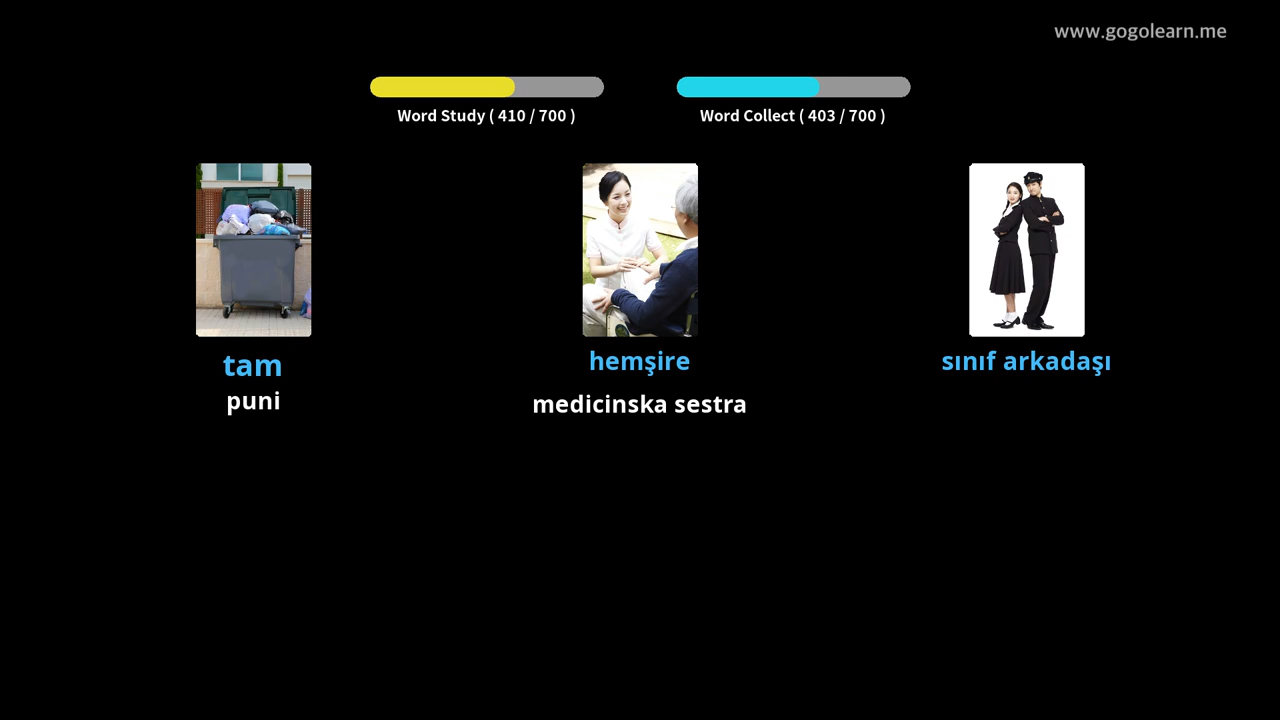 www.gogolearn.me
Word Study ( 410 / 700 )
Word Collect ( 403 / 700 )
tam
puni
hemşire
medicinska sestra
sınıf arkadaşı